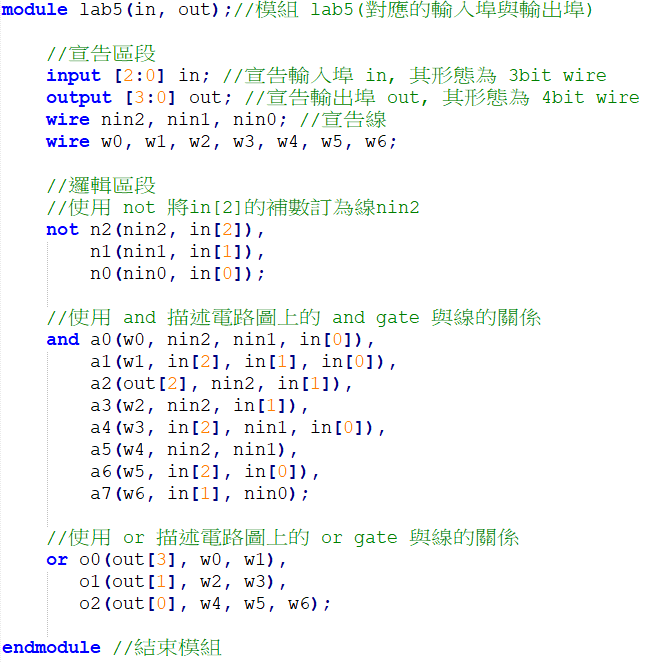 module lab5(in, out);//模組 lab5(對應的輸入埠與輸出埠)
//宣告區段
input [2:0] in; //宣告輸入埠 in, 其形態為 3bit wire
output [3:0] out; //宣告輸出埠 out, 其形態為 4bit wire
wire nin2, nin1, nin0; //宣告線
wire w0, w1, w2, w3, w4, w5, w6;
//邏輯區段
//使用 not 將in[2]的補數訂為線nin2
not n2(nin2, in[2]),
n1(nin1, in[1]),
n0(nin0, in[0]);
//使用 and 描述電路圖上的 and gate 與線的關係
and a0(w0, nin2, nin1, in[0]),
a1(w1, in[2], in[1], in[0]),
a2(out[2], nin2, in[1]),
a3(w2, nin2, in[1]),
a4(w3, in[2], nin1, in[0]),
a5(w4, nin2, nin1),
a6(w5, in[2], in[0]),
a7(w6, in[1], nin0);
//使用 or 描述電路圖上的 or gate 與線的關係
or o0(out[3], w0, w1),
o1(out[1], w2, w3),
o2(out[0], w4, w5, w6);
endmodule //結束模組